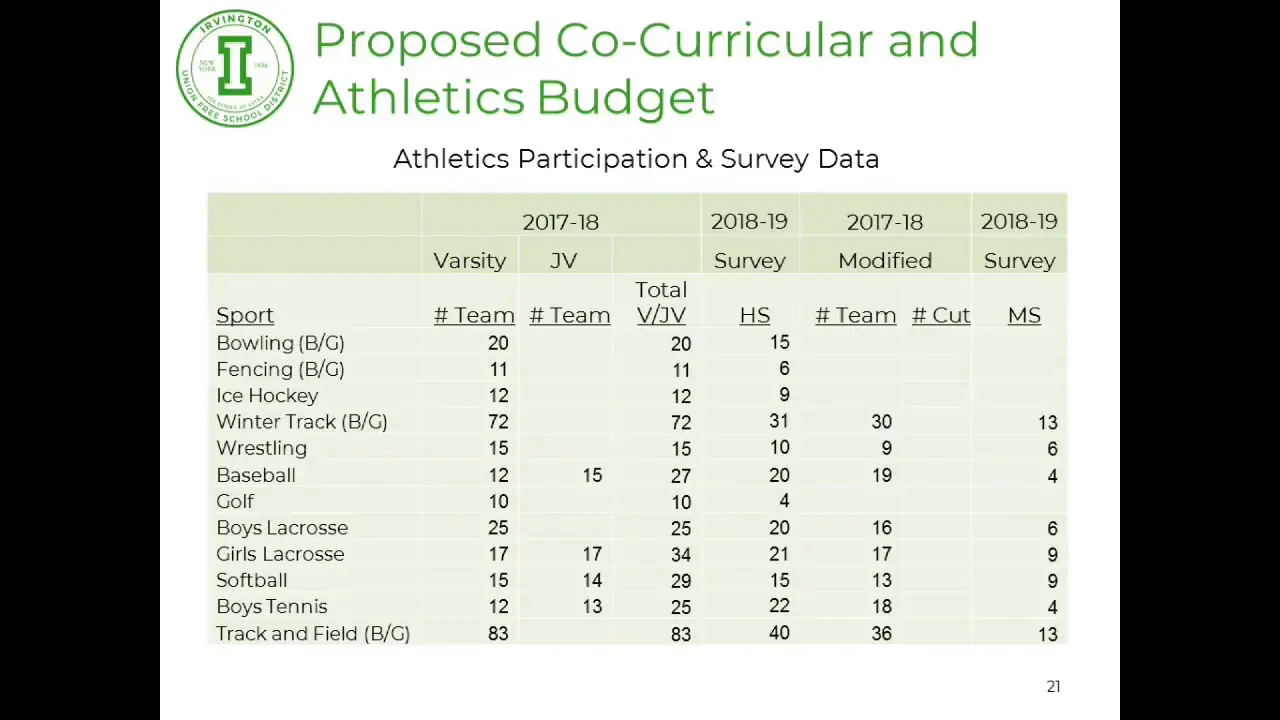 IRVINGTON
NEW YORK
UNION FREE SCHOOL DISTRICT
Proposed Co-Curricular and
Athletics Budget
Athletics Participation & Survey Data
2017-18 2018-19 2017-18 2018-19
Varsity JV Survey Modified Survey
Total
Sport # Team # Team V/JV HS # Team # Cut MS
Bowling (B/G) 20 20 15
Fencing (B/G) 11 11 6
Ice Hockey 12 12 9
Winter Track (B/G) 72 72 31 30 13
Wrestling 15 15 10 9 6
Baseball 12 15 27 20 19 4
Golf 10 10 4
Boys Lacrosse 25 25 20 16 6
Girls Lacrosse 17 17 34 21 17 9
Softball 15 14 29 15 13 9
Boys Tennis 12 13 25 22 18 4
Track and Field (B/G) 83 83 40 36 13
21